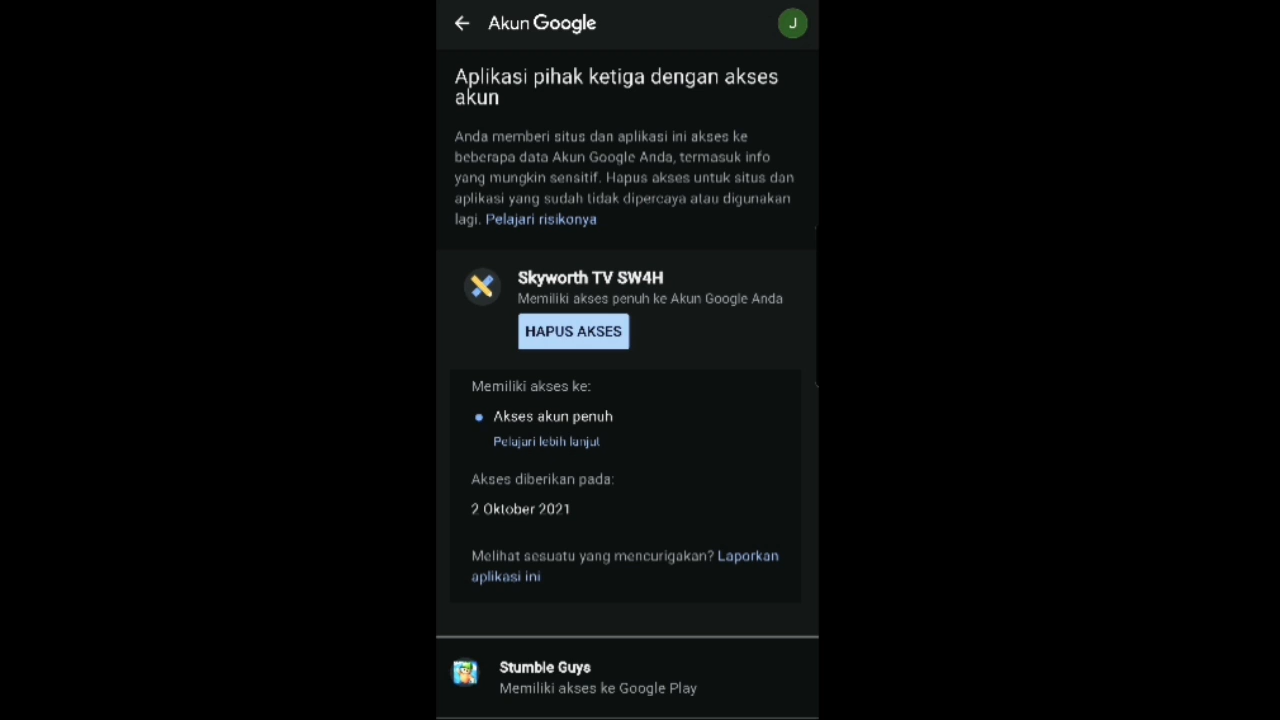 Akun Google
J
Aplikasi pihak ketiga dengan akses
akun
Anda memberi situs dan aplikasi ini akses ke
beberapa data Akun Google Anda, termasuk info
yang mungkin sensitif. Hapus akses untuk situs dan
aplikasi yang sudah tidak dipercaya atau digunakan
lagi. Pelajari risikonya
Skyworth TV SW4H
Memiliki akses penuh ke Akun Google Anda
HAPUS AKSES
Memiliki akses ke:
Akses akun penuh
Pelajari lebih lanjut
Akses diberikan pada:
2 Oktober 2021
Melihat sesuatu yang mencurigakan? Laporkan
aplikasi ini
Stumble Guys
Memiliki akses ke Google Play